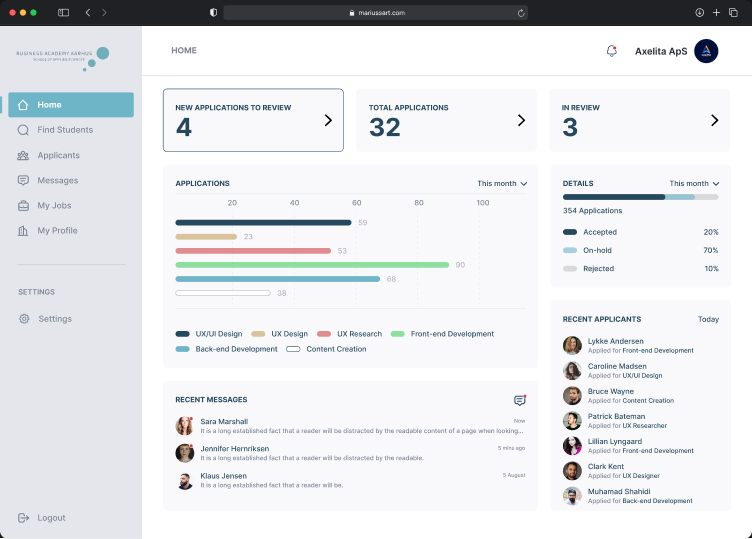 mariussart.com
BUSINESS ACADEMY AARHUS
SCHOOL OF APPLIED SCIENCES
HOME
Axelita ApS
Home
Find Students
Applicants
Messages
My Jobs
My Profile
SETTINGS
Settings
Logout
NEW APPLICATIONS TO REVIEW
4
TOTAL APPLICATIONS
32
IN REVIEW
3
APPLICATIONS
This month
20 40 60 80 100
59
23
53
90
68
38
UX/UI Design UX Design UX Research Front-end Development
Back-end Development Content Creation
DETAILS
This month
354 Applications
Accepted 20%
On-hold 70%
Rejected 10%
RECENT MESSAGES
Sara Marshall Now
It is a long established fact that a reader will be distracted by the readable content of a page when looking...
Jennifer Hernriksen 5 mins ago
It is a long established fact that a reader will be distracted by the readable.
Klaus Jensen 5 August
It is a long established fact that a reader will be.
RECENT APPLICANTS Today
Lykke Andersen
Applied for Front-end Development
Caroline Madsen
Applied for UX/UI Design
Bruce Wayne
Applied for Content Creation
Patrick Bateman
Applied for UX Researcher
Lillian Lyngaard
Applied for Front-end Development
Clark Kent
Applied for UX Designer
Muhamad Shahidi
Applied for Back-end Development